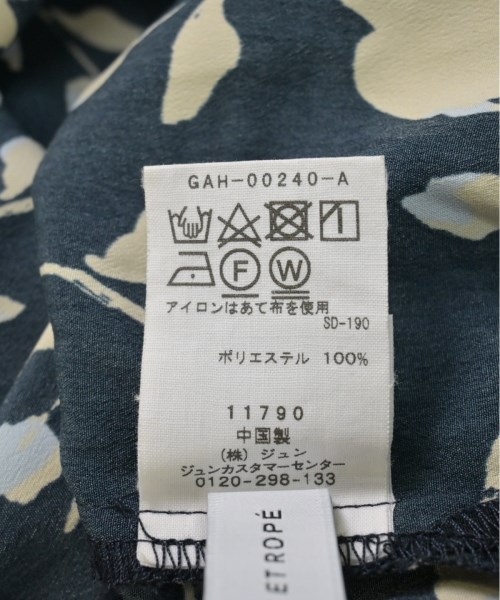 GAH-00240-A
F W
アイロンはあて布を使用
SD-190
ポリエステル 100%
11790
中国製
(株) ジュン
ジュンカスタマーセンター
0120-298-133
ETROPÉ